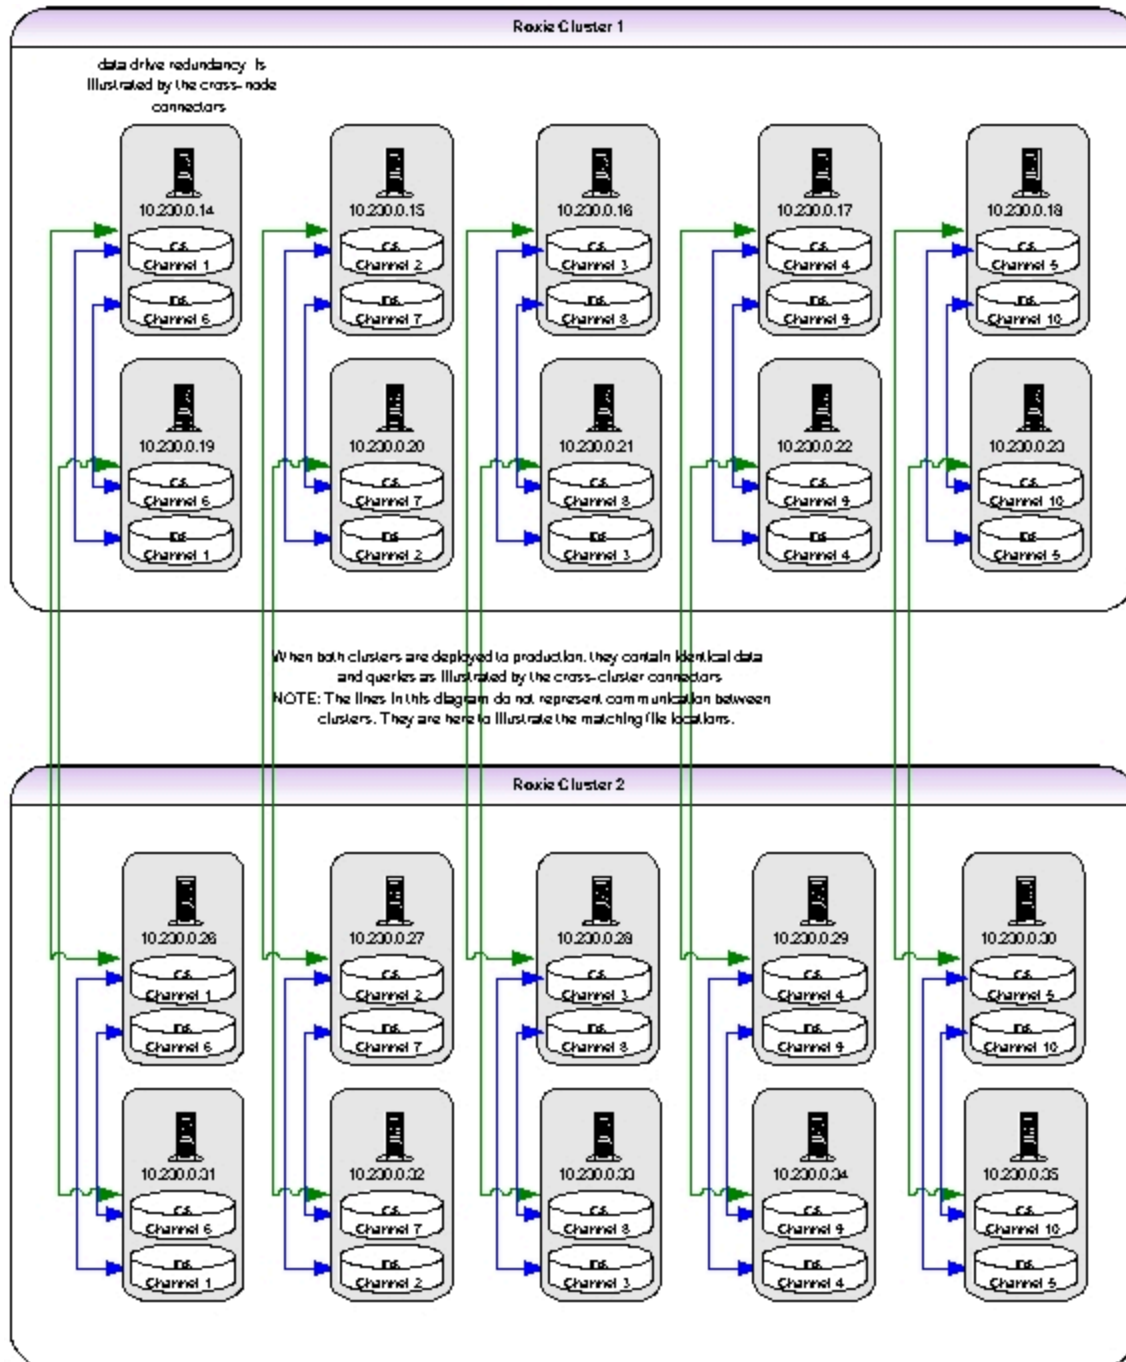 Roxie Cluster 1
data drive redundancy is
illustrated by the cross-node
connectors
10.230.0.14
C:\
Channel 1
D:\
Channel 6
10.230.0.15
C:\
Channel 2
D:\
Channel 7
10.230.0.16
C:\
Channel 3
D:\
Channel 8
10.230.0.17
C:\
Channel 4
D:\
Channel 9
10.230.0.18
C:\
Channel 5
D:\
Channel 10
10.230.0.19
C:\
Channel 6
D:\
Channel 1
10.230.0.20
C:\
Channel 7
D:\
Channel 2
10.230.0.21
C:\
Channel 8
D:\
Channel 3
10.230.0.22
C:\
Channel 9
D:\
Channel 4
10.230.0.23
C:\
Channel 10
D:\
Channel 5
When both clusters are deployed to production, they contain identical data
and queries as illustrated by the cross-cluster connectors
NOTE: The lines in this diagram do not represent communication between
clusters. They are here to illustrate the matching file locations.
Roxie Cluster 2
10.230.0.26
C:\
Channel 1
D:\
Channel 6
10.230.0.27
C:\
Channel 2
D:\
Channel 7
10.230.0.28
C:\
Channel 3
D:\
Channel 8
10.230.0.29
C:\
Channel 4
D:\
Channel 9
10.230.0.30
C:\
Channel 5
D:\
Channel 10
10.230.0.31
C:\
Channel 6
D:\
Channel 1
10.230.0.32
C:\
Channel 7
D:\
Channel 2
10.230.0.33
C:\
Channel 8
D:\
Channel 3
10.230.0.34
C:\
Channel 9
D:\
Channel 4
10.230.0.35
C:\
Channel 10
D:\
Channel 5